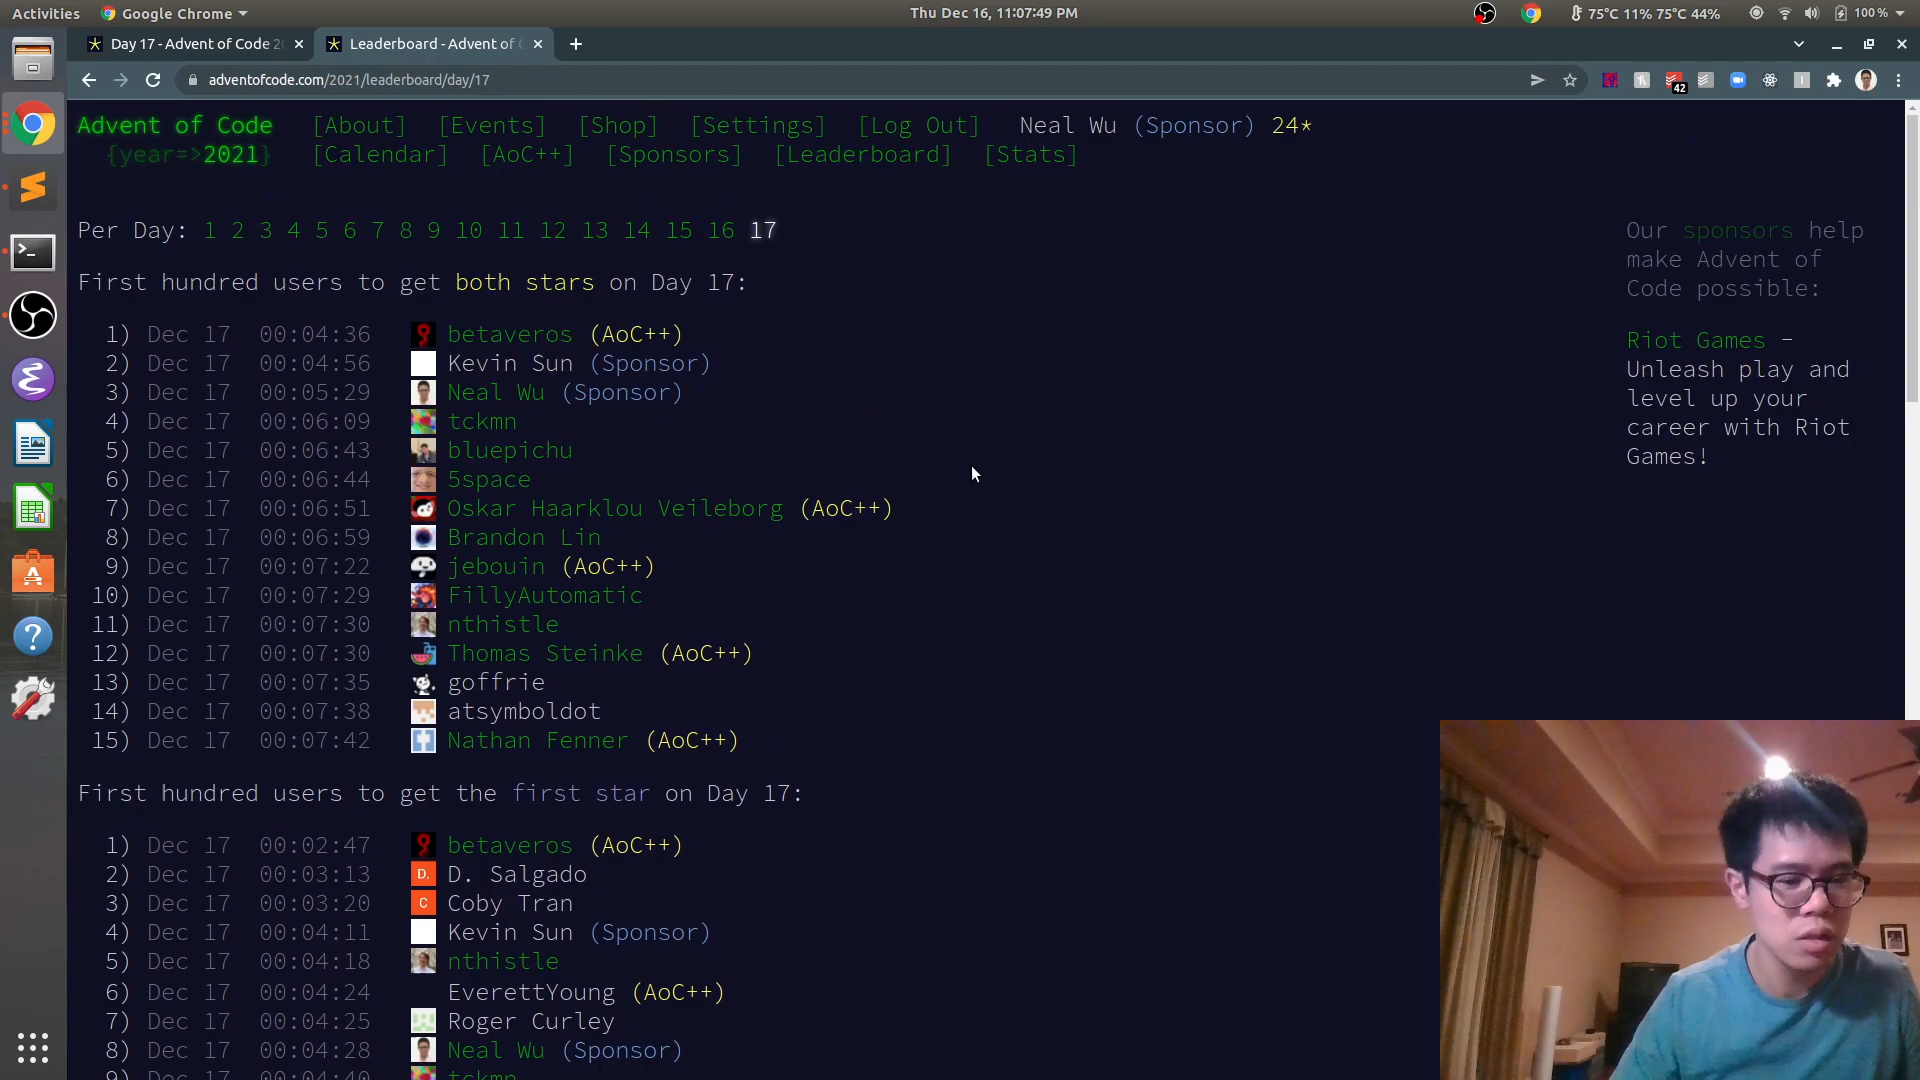 Activities
Google Chrome
Thu Dec 16, 11:07:49 PM
75°C 11% 75°C 44%
100%
Day 17 - Advent of Code 20
Leaderboard - Advent of C
adventofcode.com/2021/leaderboard/day/17
42
Advent of Code [About] [Events] [Shop] [Settings] [Log Out] Neal Wu (Sponsor) 24*
{year=>2021} [Calendar] [AoC++] [Sponsors] [Leaderboard] [Stats]
Per Day: 1 2 3 4 5 6 7 8 9 10 11 12 13 14 15 16 17
First hundred users to get both stars on Day 17:
1) Dec 17 00:04:36 betaveros (AoC++)
2) Dec 17 00:04:56 Kevin Sun (Sponsor)
3) Dec 17 00:05:29 Neal Wu (Sponsor)
4) Dec 17 00:06:09 tckmn
5) Dec 17 00:06:43 bluepichu
6) Dec 17 00:06:44 5space
7) Dec 17 00:06:51 Oskar Haarklou Veileborg (AoC++)
8) Dec 17 00:06:59 Brandon Lin
9) Dec 17 00:07:22 jebouin (AoC++)
10) Dec 17 00:07:29 FillyAutomatic
11) Dec 17 00:07:30 nthistle
12) Dec 17 00:07:30 Thomas Steinke (AoC++)
13) Dec 17 00:07:35 goffrie
14) Dec 17 00:07:38 atsymboldot
15) Dec 17 00:07:42 Nathan Fenner (AoC++)
First hundred users to get the first star on Day 17:
1) Dec 17 00:02:47 betaveros (AoC++)
2) Dec 17 00:03:13 D. D. Salgado
3) Dec 17 00:03:20 C Coby Tran
4) Dec 17 00:04:11 Kevin Sun (Sponsor)
5) Dec 17 00:04:18 nthistle
6) Dec 17 00:04:24 EverettYoung (AoC++)
7) Dec 17 00:04:25 Roger Curley
8) Dec 17 00:04:28 Neal Wu (Sponsor)
9) Dec 17 00:04:40 tckmn
Our sponsors help
make Advent of
Code possible:
Riot Games -
Unleash play and
level up your
career with Riot
Games!